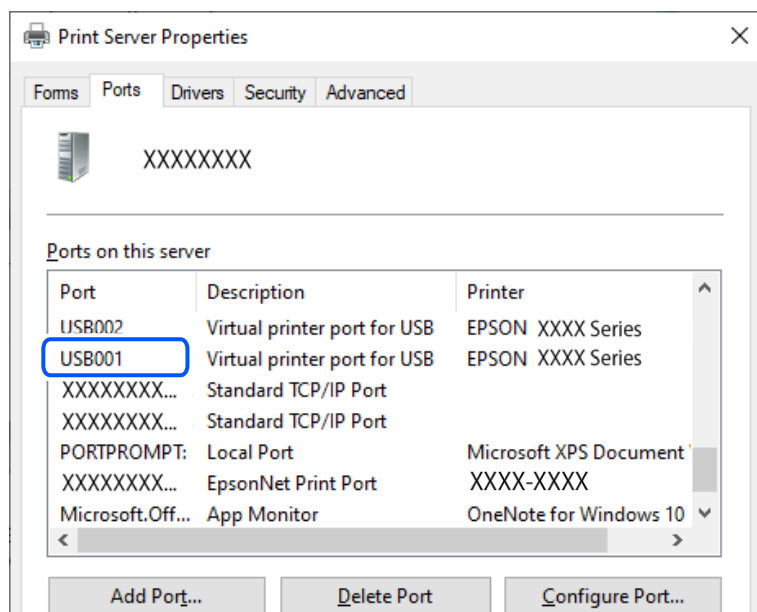 Print Server Properties
Forms Ports Drivers Security Advanced
XXXXXXXX
Ports on this server
Port Description Printer
USB002 Virtual printer port for USB EPSON XXXX Series
USB001 Virtual printer port for USB EPSON XXXX Series
XXXXXXXX... Standard TCP/IP Port
XXXXXXXX... Standard TCP/IP Port
PORTPROMPT: Local Port Microsoft XPS Document
XXXXXXXX... EpsonNet Print Port XXXX-XXXX
Microsoft.Off... App Monitor OneNote for Windows 10
Add Port... Delete Port Configure Port...